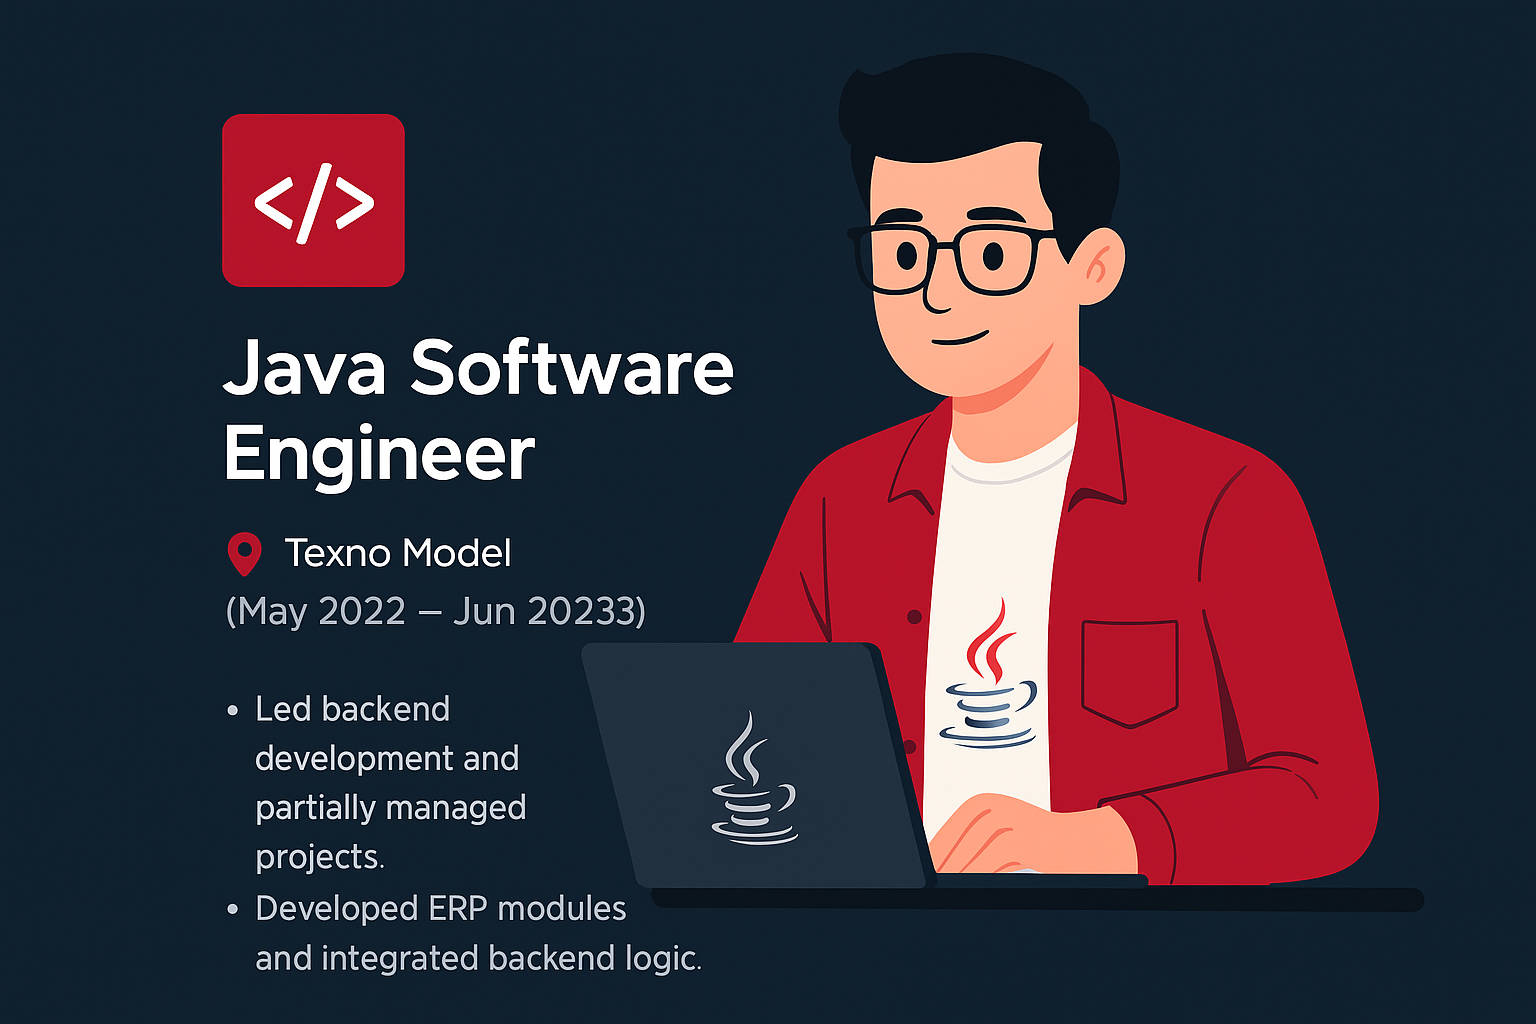 </>
Java Software
Engineer
Texno Model
(May 2022 – Jun 20233)
• Led backend
development and
partially managed
projects.
• Developed ERP modules
and integrated backend logic.